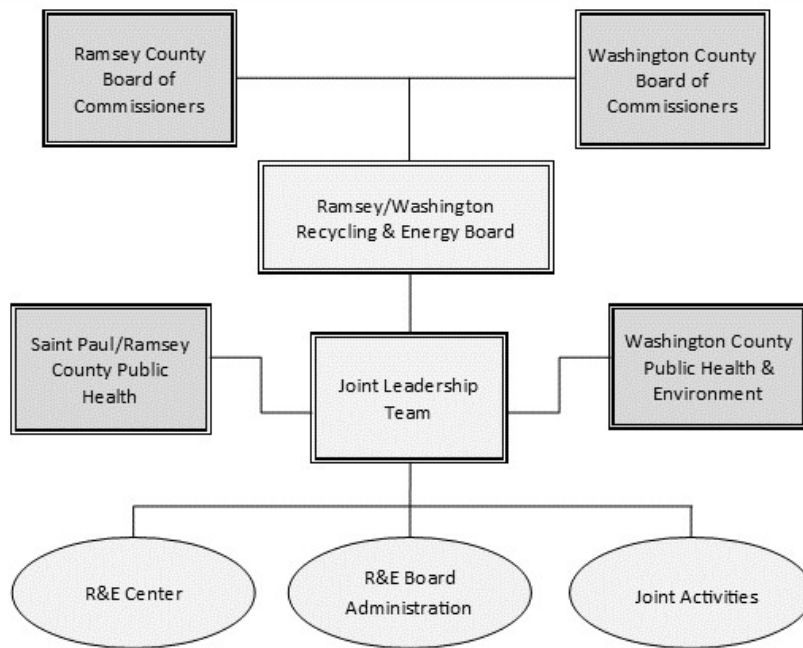 Ramsey County
Board of
Commissioners
Washington County
Board of
Commissioners
Ramsey/Washington
Recycling & Energy Board
Saint Paul/Ramsey
County Public
Health
Joint Leadership
Team
Washington County
Public Health &
Environment
R&E Center
R&E Board
Administration
Joint Activities